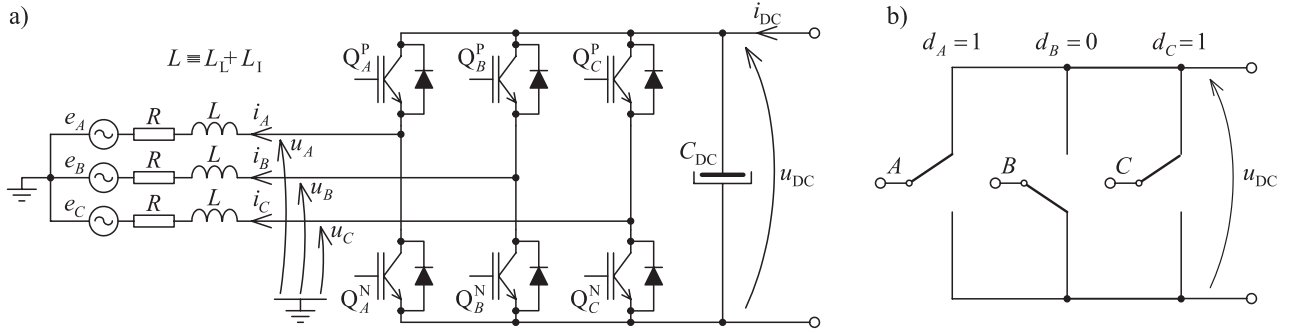 a)
i_DC
b)
L ≡ L_L + L_I
Q_A^P
Q_B^P
Q_C^P
d_A = 1
d_B = 0
d_C = 1
e_A
R
L
i_A
u_A
e_B
R
L
i_B
u_B
e_C
R
L
i_C
u_C
C_DC
u_DC
A
B
C
u_DC
Q_A^N
Q_B^N
Q_C^N